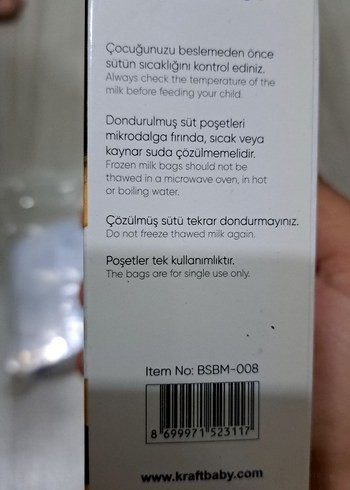 Çocuğunuzu beslemeden önce
sütün sıcaklığını kontrol ediniz.
Always check the temperature of the
milk before feeding your child.
Dondurulmuş süt poşetleri
mikrodalga fırında, sıcak veya
kaynar suda çözülmemelidir.
Frozen milk bags should not be
thawed in a microwave oven, in hot
or boiling water.
Çözülmüş sütü tekrar dondurmayınız.
Do not freeze thawed milk again.
Poşetler tek kullanımlıktır.
The bags are for single use only.
Item No: BSBM-008
8 699971 523117
www.kraftbaby.com